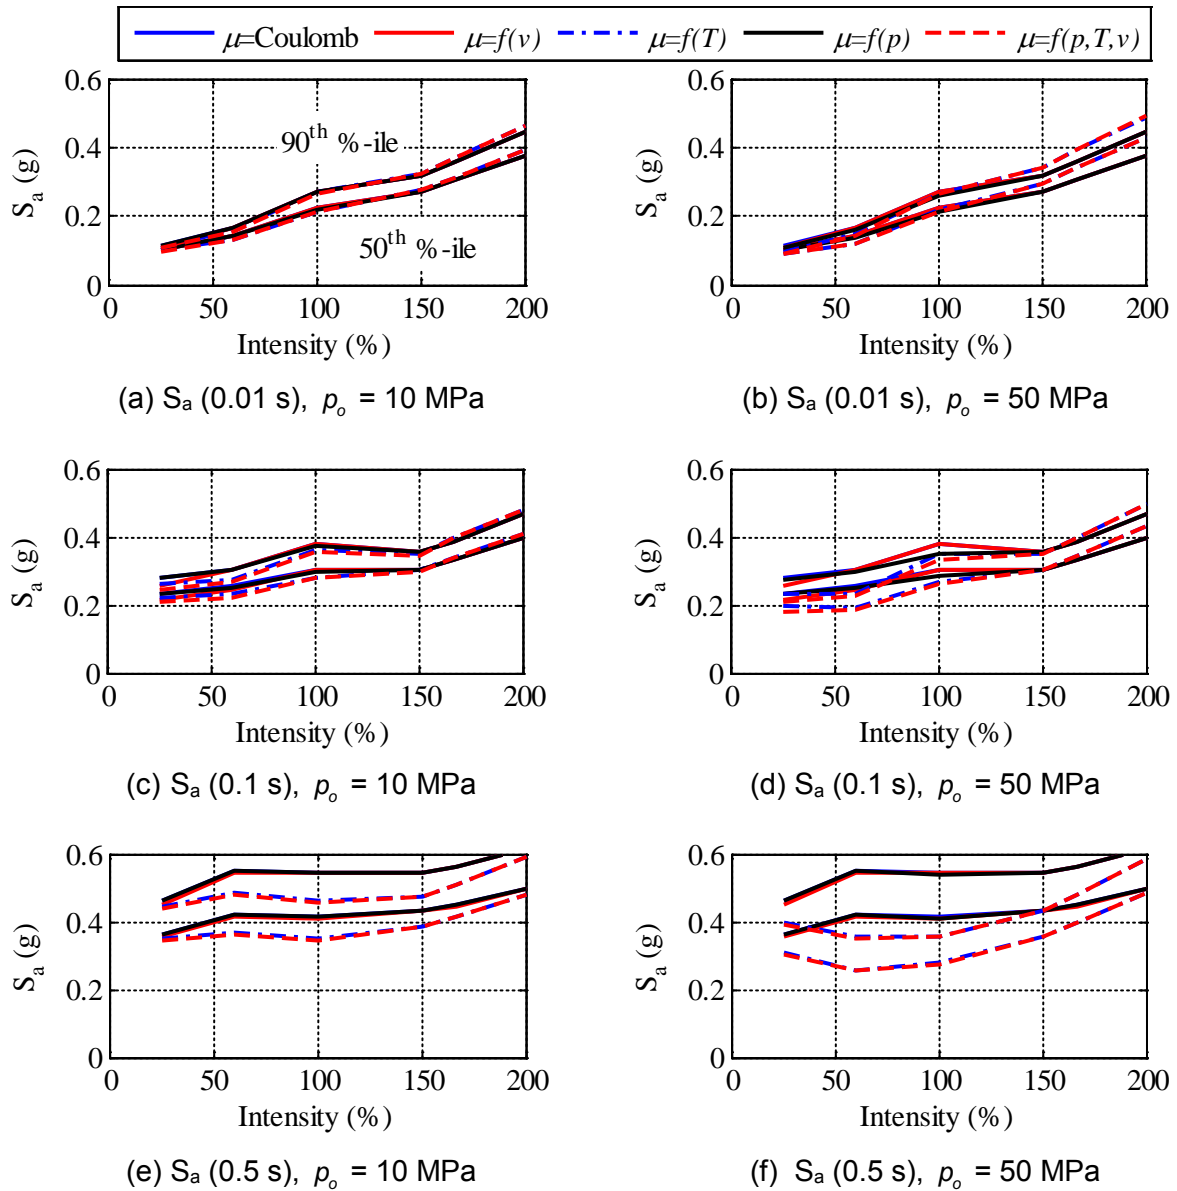 μ=Coulomb μ=f(v) μ=f(T) μ=f(p) μ=f(p,T,v)
0.6
0.4
0.2
0
Sa (g)
90th %-ile
50th %-ile
0 50 100 150 200
Intensity (%)
(a) Sa (0.01 s), po = 10 MPa
0.6
0.4
0.2
0
Sa (g)
0 50 100 150 200
Intensity (%)
(b) Sa (0.01 s), po = 50 MPa
0.6
0.4
0.2
0
Sa (g)
0 50 100 150 200
Intensity (%)
(c) Sa (0.1 s), po = 10 MPa
0.6
0.4
0.2
0
Sa (g)
0 50 100 150 200
Intensity (%)
(d) Sa (0.1 s), po = 50 MPa
0.6
0.4
0.2
0
Sa (g)
0 50 100 150 200
Intensity (%)
(e) Sa (0.5 s), po = 10 MPa
0.6
0.4
0.2
0
Sa (g)
0 50 100 150 200
Intensity (%)
(f) Sa (0.5 s), po = 50 MPa